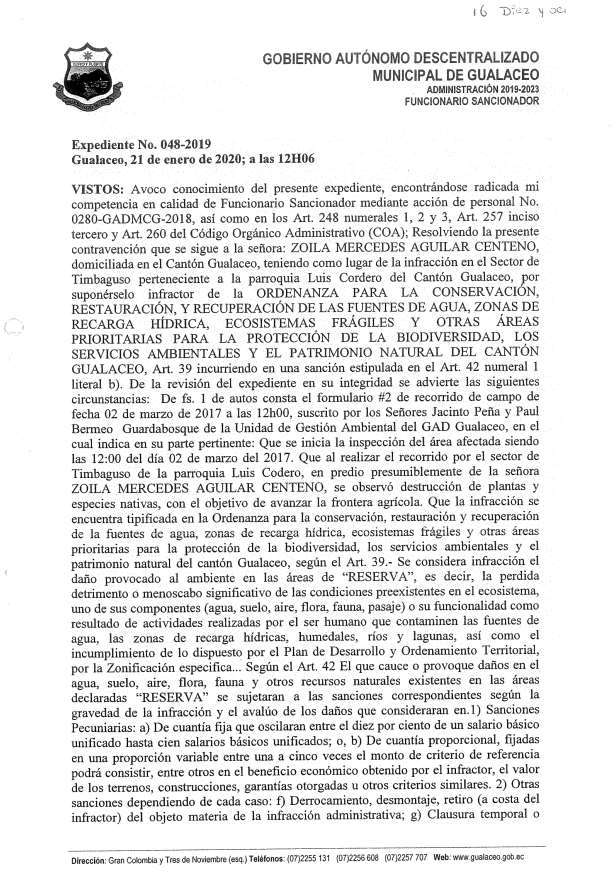 16 Diez y oc
GOBIERNO AUTÓNOMO DESCENTRALIZADO
MUNICIPAL DE GUALACEO
ADMINISTRACIÓN 2019-2023
FUNCIONARIO SANCIONADOR
Expediente No. 048-2019
Gualaceo, 21 de enero de 2020; a las 12H06
VISTOS: Avoco conocimiento del presente expediente, encontrándose radicada mi
competencia en calidad de Funcionario Sancionador mediante acción de personal No.
0280-GADMCG-2018, así como en los Art. 248 numerales 1, 2 y 3, Art. 257 inciso
tercero y Art. 260 del Código Orgánico Administrativo (COA); Resolviendo la presente
contravención que se sigue a la señora: ZOILA MERCEDES AGUILAR CENTENO,
domiciliada en el Cantón Gualaceo, teniendo como lugar de la infracción en el Sector de
Timbaguso perteneciente a la parroquia Luis Cordero del Cantón Gualaceo, por
suponérselo infractor de la ORDENANZA PARA LA CONSERVACIÓN,
RESTAURACIÓN, Y RECUPERACIÓN DE LAS FUENTES DE AGUA, ZONAS DE
RECARGA HÍDRICA, ECOSISTEMAS FRÁGILES Y OTRAS ÁREAS
PRIORITARIAS PARA LA PROTECCIÓN DE LA BIODIVERSIDAD, LOS
SERVICIOS AMBIENTALES Y EL PATRIMONIO NATURAL DEL CANTÓN
GUALACEO, Art. 39 incurriendo en una sanción estipulada en el Art. 42 numeral 1
literal b). De la revisión del expediente en su integridad se advierte las siguientes
circunstancias: De fs. 1 de autos consta el formulario #2 de recorrido de campo de
fecha 02 de marzo de 2017 a las 12h00, suscrito por los Señores Jacinto Peña y Paul
Bermeo Guardabosque de la Unidad de Gestión Ambiental del GAD Gualaceo, en el
cual indica en su parte pertinente: Que se inicia la inspección del área afectada siendo
las 12:00 del día 02 de marzo del 2017. Que al realizar el recorrido por el sector de
Timbaguso de la parroquia Luis Codero, en predio presumiblemente de la señora
ZOILA MERCEDES AGUILAR CENTENO, se observó destrucción de plantas y
especies nativas, con el objetivo de avanzar la frontera agrícola. Que la infracción se
encuentra tipificada en la Ordenanza para la conservación, restauración y recuperación
de la fuentes de agua, zonas de recarga hídrica, ecosistemas frágiles y otras áreas
prioritarias para la protección de la biodiversidad, los servicios ambientales y el
patrimonio natural del cantón Gualaceo, según el Art. 39.- Se considera infracción el
daño provocado al ambiente en las áreas de “RESERVA”, es decir, la perdida
detrimento o menoscabo significativo de las condiciones preexistentes en el ecosistema,
uno de sus componentes (agua, suelo, aire, flora, fauna, pasaje) o su funcionalidad como
resultado de actividades realizadas por el ser humano que contaminen las fuentes de
agua, las zonas de recarga hídricas, humedales, ríos y lagunas, así como el
incumplimiento de lo dispuesto por el Plan de Desarrollo y Ordenamiento Territorial,
por la Zonificación especifica... Según el Art. 42 El que cauce o provoque daños en el
agua, suelo, aire, flora, fauna y otros recursos naturales existentes en las áreas
declaradas “RESERVA” se sujetaran a las sanciones correspondientes según la
gravedad de la infracción y el avalúo de los daños que consideraran en.1) Sanciones
Pecuniarias: a) De cuantía fija que oscilaran entre el diez por ciento de un salario básico
unificado hasta cien salarios básicos unificados; o, b) De cuantía proporcional, fijadas
en una proporción variable entre una a cinco veces el monto de criterio de referencia
podrá consistir, entre otros en el beneficio económico obtenido por el infractor, el valor
de los terrenos, construcciones, garantías otorgadas u otros criterios similares. 2) Otras
sanciones dependiendo de cada caso: f) Derrocamiento, desmontaje, retiro (a costa del
infractor) del objeto materia de la infracción administrativa; g) Clausura temporal o
Dirección: Gran Colombia y Tres de Noviembre (esq.) Teléfonos: (07)2255 131 (07)2256 608 (07)2257 707 Web: www.gualaceo.gob.ec